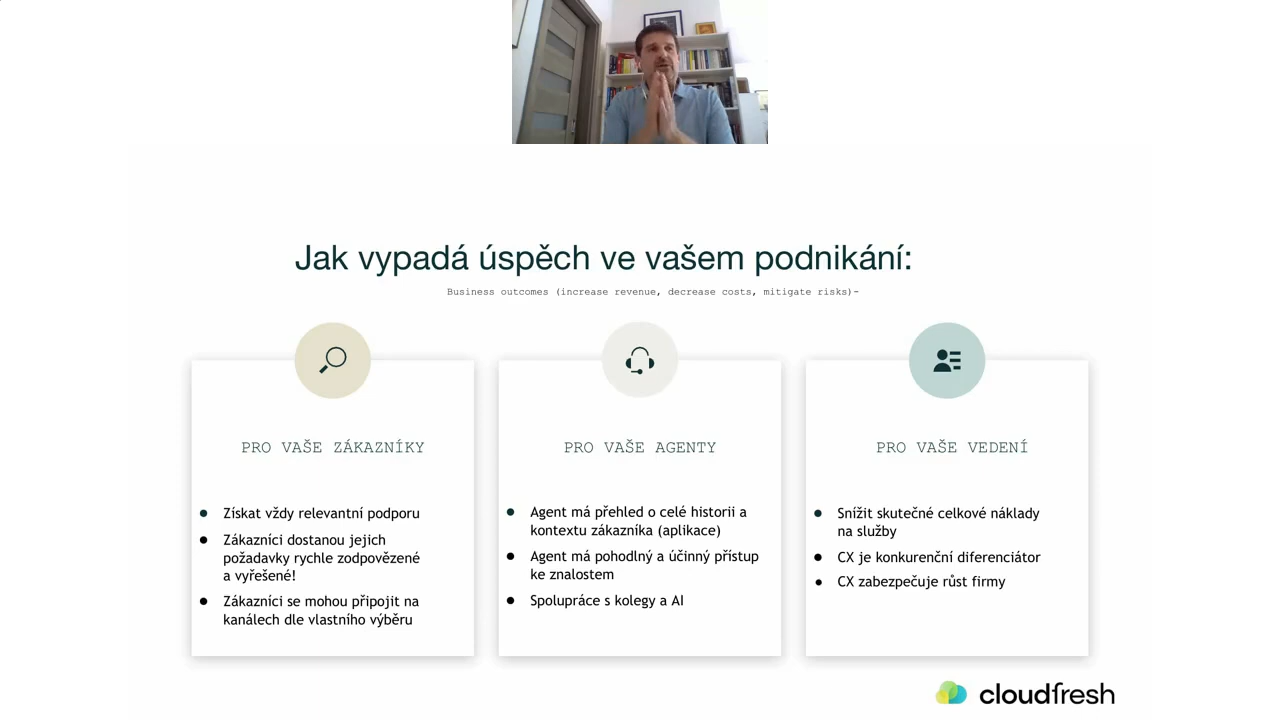 Jak vypadá úspěch ve vašem podnikání:
Business outcomes (increase revenue, decrease costs, mitigate risks)-
PRO VAŠE ZÁKAZNÍKY
Získat vždy relevantní podporu
Zákazníci dostanou jejich
požadavky rychle zodpovězené
a vyřešené!
Zákazníci se mohou připojit na
kanálech dle vlastního výběru
PRO VAŠE AGENTY
Agent má přehled o celé historii a
kontextu zákazníka (aplikace)
Agent má pohodlný a účinný přístup
ke znalostem
Spolupráce s kolegy a AI
PRO VAŠE VEDENÍ
Snížit skutečné celkové náklady
na služby
CX je konkurenční diferenciátor
CX zabezpečuje růst firmy
cloudfresh